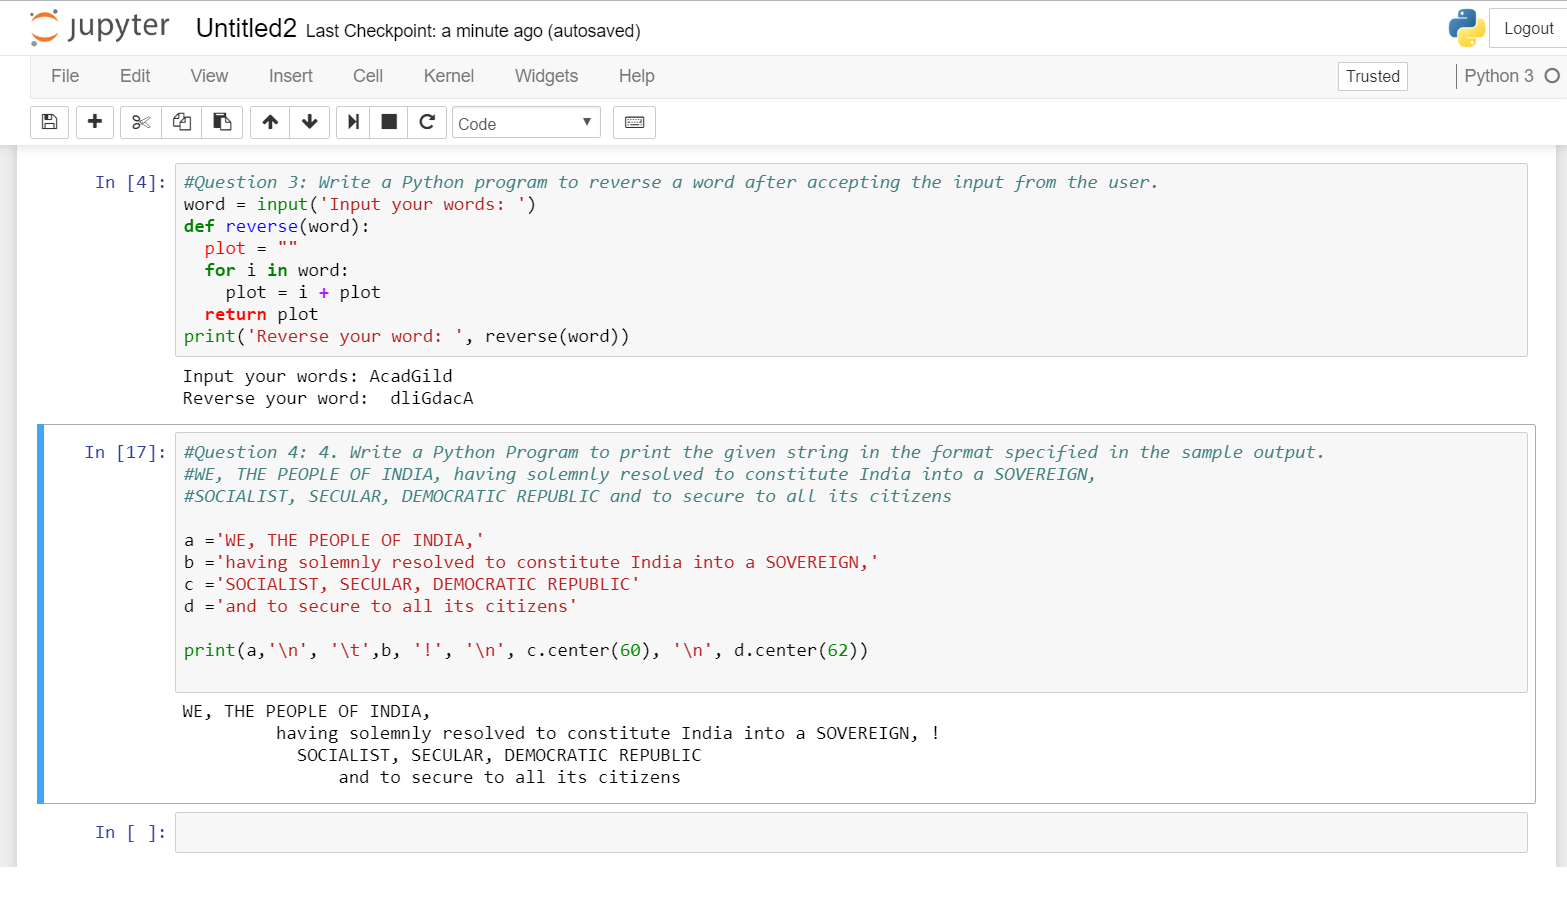 jupyter Untitled2 Last Checkpoint: a minute ago (autosaved) Logout
File Edit View Insert Cell Kernel Widgets Help Trusted Python 3
Code
In [4]: #Question 3: Write a Python program to reverse a word after accepting the input from the user.
word = input('Input your words: ')
def reverse(word):
  plot = ""
  for i in word:
    plot = i + plot
  return plot
print('Reverse your word: ', reverse(word))
Input your words: AcadGild
Reverse your word:  dliGdacA
In [17]: #Question 4: 4. Write a Python Program to print the given string in the format specified in the sample output.
#WE, THE PEOPLE OF INDIA, having solemnly resolved to constitute India into a SOVEREIGN,
#SOCIALIST, SECULAR, DEMOCRATIC REPUBLIC and to secure to all its citizens
a ='WE, THE PEOPLE OF INDIA,'
b ='having solemnly resolved to constitute India into a SOVEREIGN,'
c ='SOCIALIST, SECULAR, DEMOCRATIC REPUBLIC'
d ='and to secure to all its citizens'
print(a,'\n', '\t',b, '!', '\n', c.center(60), '\n', d.center(62))
WE, THE PEOPLE OF INDIA,
         having solemnly resolved to constitute India into a SOVEREIGN, !
           SOCIALIST, SECULAR, DEMOCRATIC REPUBLIC
               and to secure to all its citizens
In [ ]: